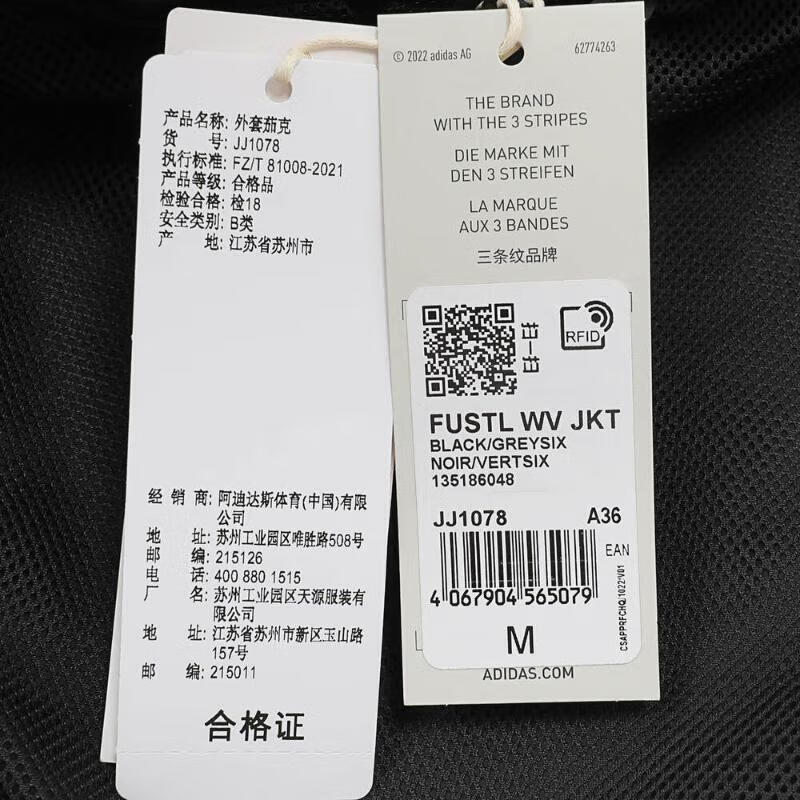 产品名称: 外套茄克
货 号: JJ1078
执行标准: FZ/T 81008-2021
产品等级: 合格品
检验合格: 检18
安全类别: B类
产 地: 江苏省苏州市
经 销 商: 阿迪达斯体育(中国)有限
公司
地 址: 苏州工业园区唯胜路508号
邮 编: 215126
电 话: 400 880 1515
厂 名: 苏州工业园区天源服装有
限公司
地 址: 江苏省苏州市新区玉山路
157号
邮 编: 215011
合格证
© 2022 adidas AG
62774263
THE BRAND
WITH THE 3 STRIPES
DIE MARKE MIT
DEN 3 STREIFEN
LA MARQUE
AUX 3 BANDES
三条纹品牌
扫一扫
RFID
FUSTL WV JKT
BLACK/GREYSIX
NOIR/VERTSIX
135186048
JJ1078 A36
EAN
4 067904 565079
CSAPPRFCHQ/1022/V01
M
ADIDAS.COM